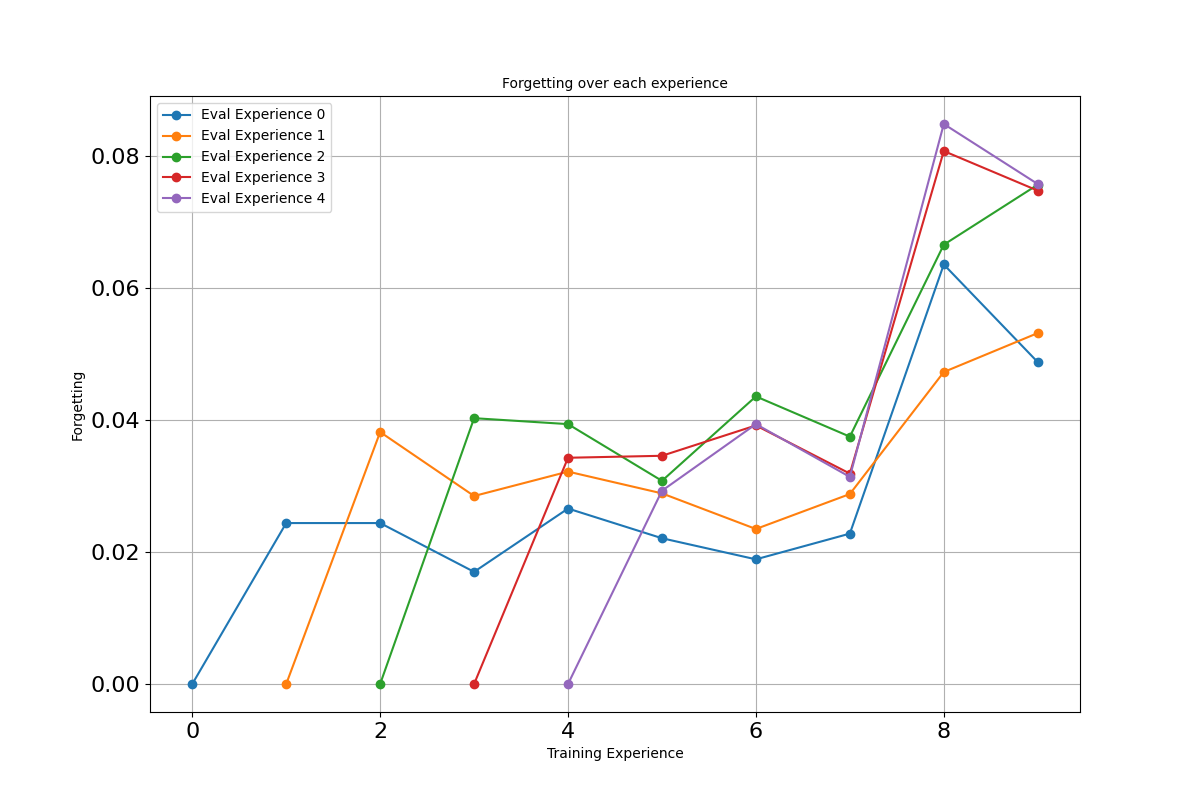 Forgetting over each experience
Eval Experience 0
Eval Experience 1
Eval Experience 2
Eval Experience 3
Eval Experience 4
0.08
0.06
0.04
0.02
0.00
Forgetting
0 2 4 6 8
Training Experience